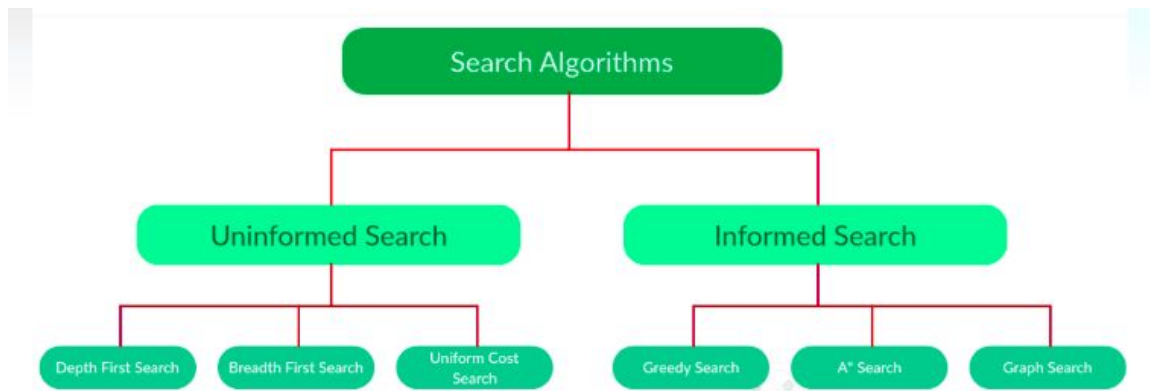 Search Algorithms
Uninformed Search
Informed Search
Depth First Search
Breadth First Search
Uniform Cost
Search
Greedy Search
A* Search
Graph Search